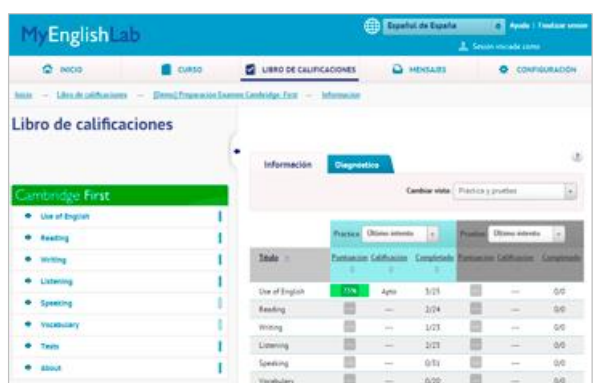 MyEnglishLab
Español de España
Ayuda | Finalizar sesión
Sesión iniciada como
INICIO
CURSO
LIBRO DE CALIFICACIONES
MENSAJES
CONFIGURACIÓN
Inicio — Libro de calificaciones — [Demo] Preparación Examen Cambridge: First — Información
Libro de calificaciones
Información
Diagnóstico
Cambiar vista: Práctica y pruebas
Cambridge First
Use of English
Reading
Writing
Listening
Speaking
Vocabulary
Tests
About
Práctica Último intento
Pruebas Último intento
Título Puntuación Calificación Completado Puntuación Calificación Completado
Use of English 75% Apto 5/25 --- 0/0
Reading --- 2/24 --- 0/0
Writing --- 1/23 --- 0/0
Listening --- 2/25 --- 0/0
Speaking --- 0/31 --- 0/0
Vocabulary --- 0/20 --- 0/0